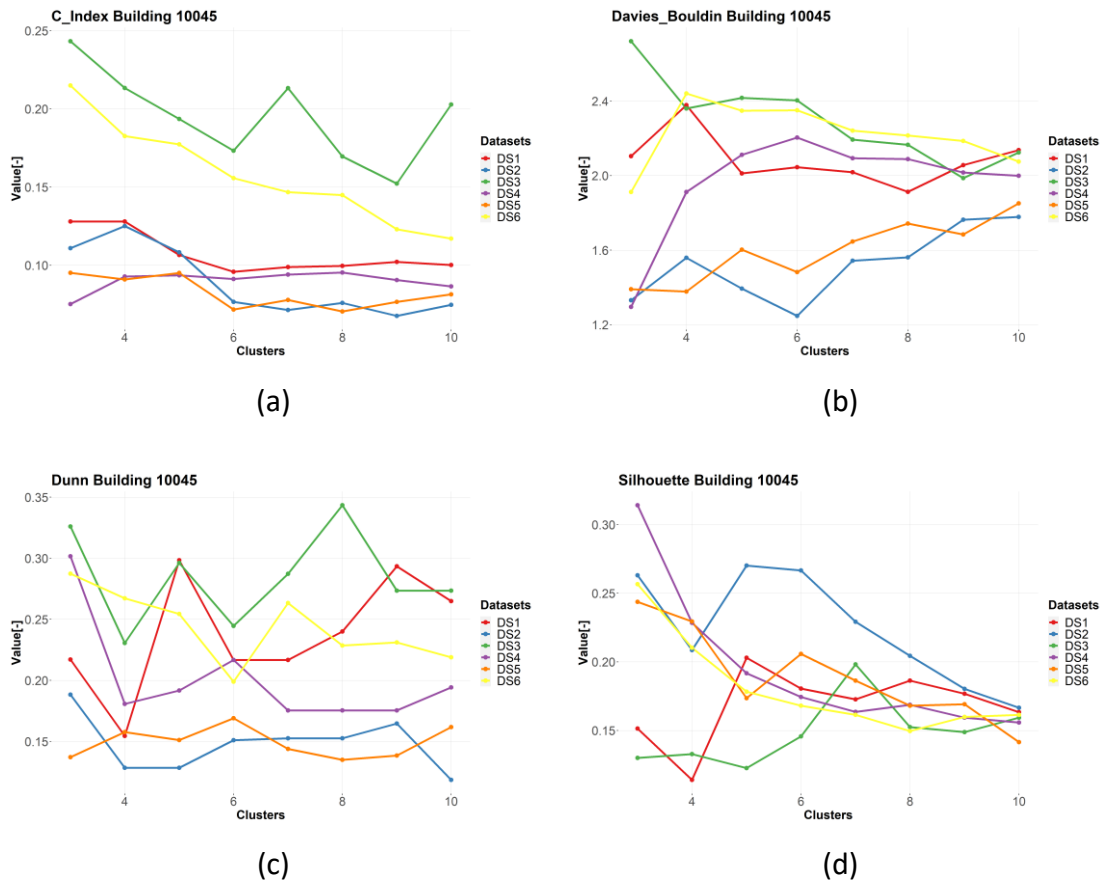 C_Index Building 10045
0.25
0.20
0.15
0.10
Value[-]
4 6 8 10
Clusters
Datasets
DS1
DS2
DS3
DS4
DS5
DS6
(a)
Davies_Bouldin Building 10045
2.4
2.0
1.6
1.2
Value[-]
4 6 8 10
Clusters
Datasets
DS1
DS2
DS3
DS4
DS5
DS6
(b)
Dunn Building 10045
0.35
0.30
0.25
0.20
0.15
Value[-]
4 6 8 10
Clusters
Datasets
DS1
DS2
DS3
DS4
DS5
DS6
(c)
Silhouette Building 10045
0.30
0.25
0.20
0.15
Value[-]
4 6 8 10
Clusters
Datasets
DS1
DS2
DS3
DS4
DS5
DS6
(d)